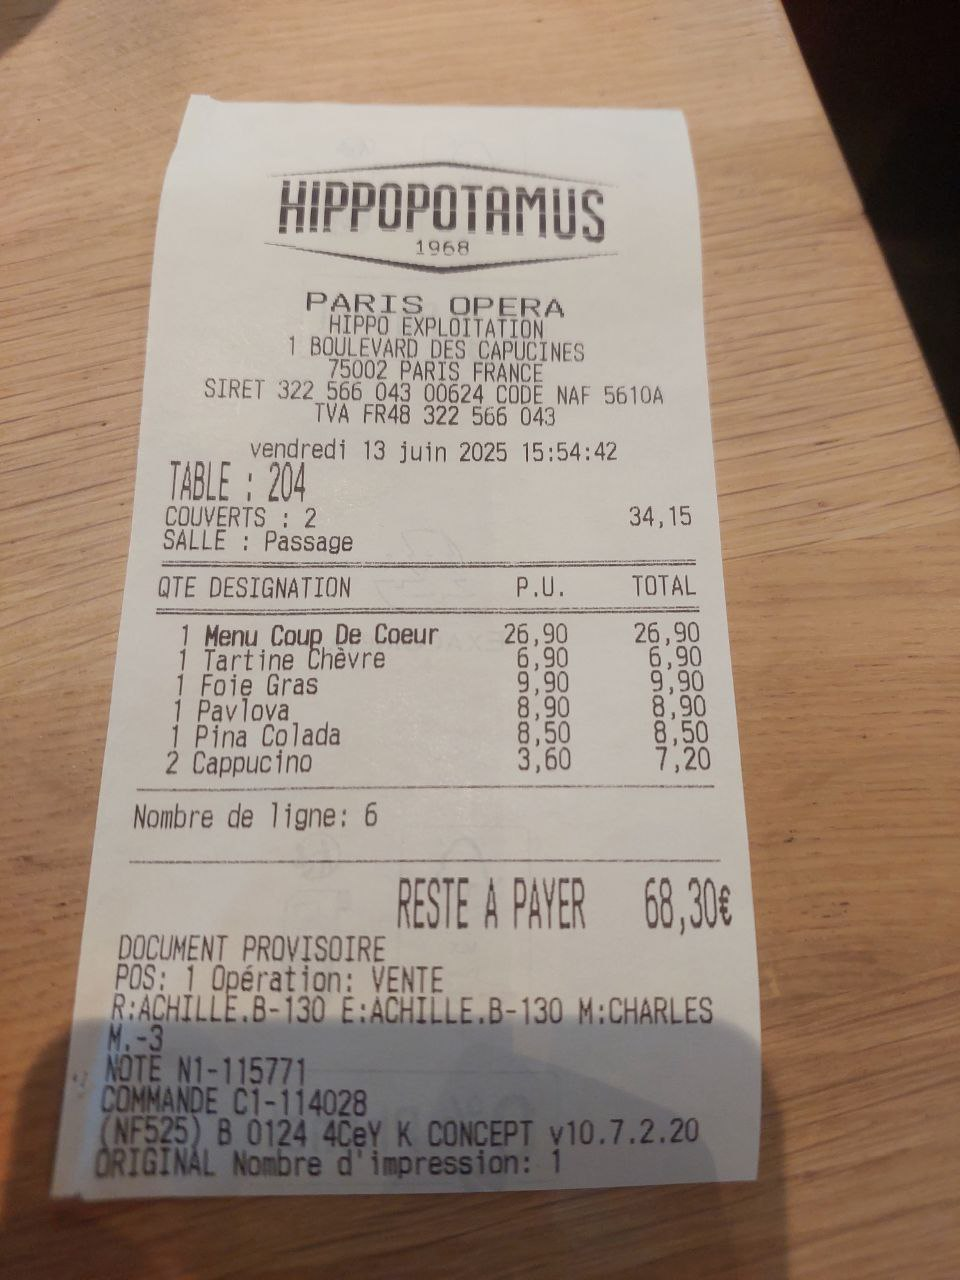 HIPPOPOTAMUS
1968
PARIS OPERA
HIPPO EXPLOITATION
1 BOULEVARD DES CAPUCINES
75002 PARIS FRANCE
SIRET 322 566 043 00624 CODE NAF 5610A
TVA FR48 322 566 043
vendredi 13 juin 2025 15:54:42
TABLE : 204
COUVERTS : 2 34,15
SALLE : Passage
QTE DESIGNATION P.U. TOTAL
1 Menu Coup De Coeur 26,90 26,90
1 Tartine Chèvre 6,90 6,90
1 Foie Gras 9,90 9,90
1 Pavlova 8,90 8,90
1 Pina Colada 8,50 8,50
2 Cappucino 3,60 7,20
Nombre de ligne: 6
RESTE A PAYER 68,30€
DOCUMENT PROVISOIRE
POS: 1 Opération: VENTE
R:ACHILLE.B-130 E:ACHILLE.B-130 M:CHARLES
M.-3
NOTE N1-115771
COMMANDE C1-114028
(NF525) B 0124 4CeY K CONCEPT v10.7.2.20
ORIGINAL Nombre d'impression: 1